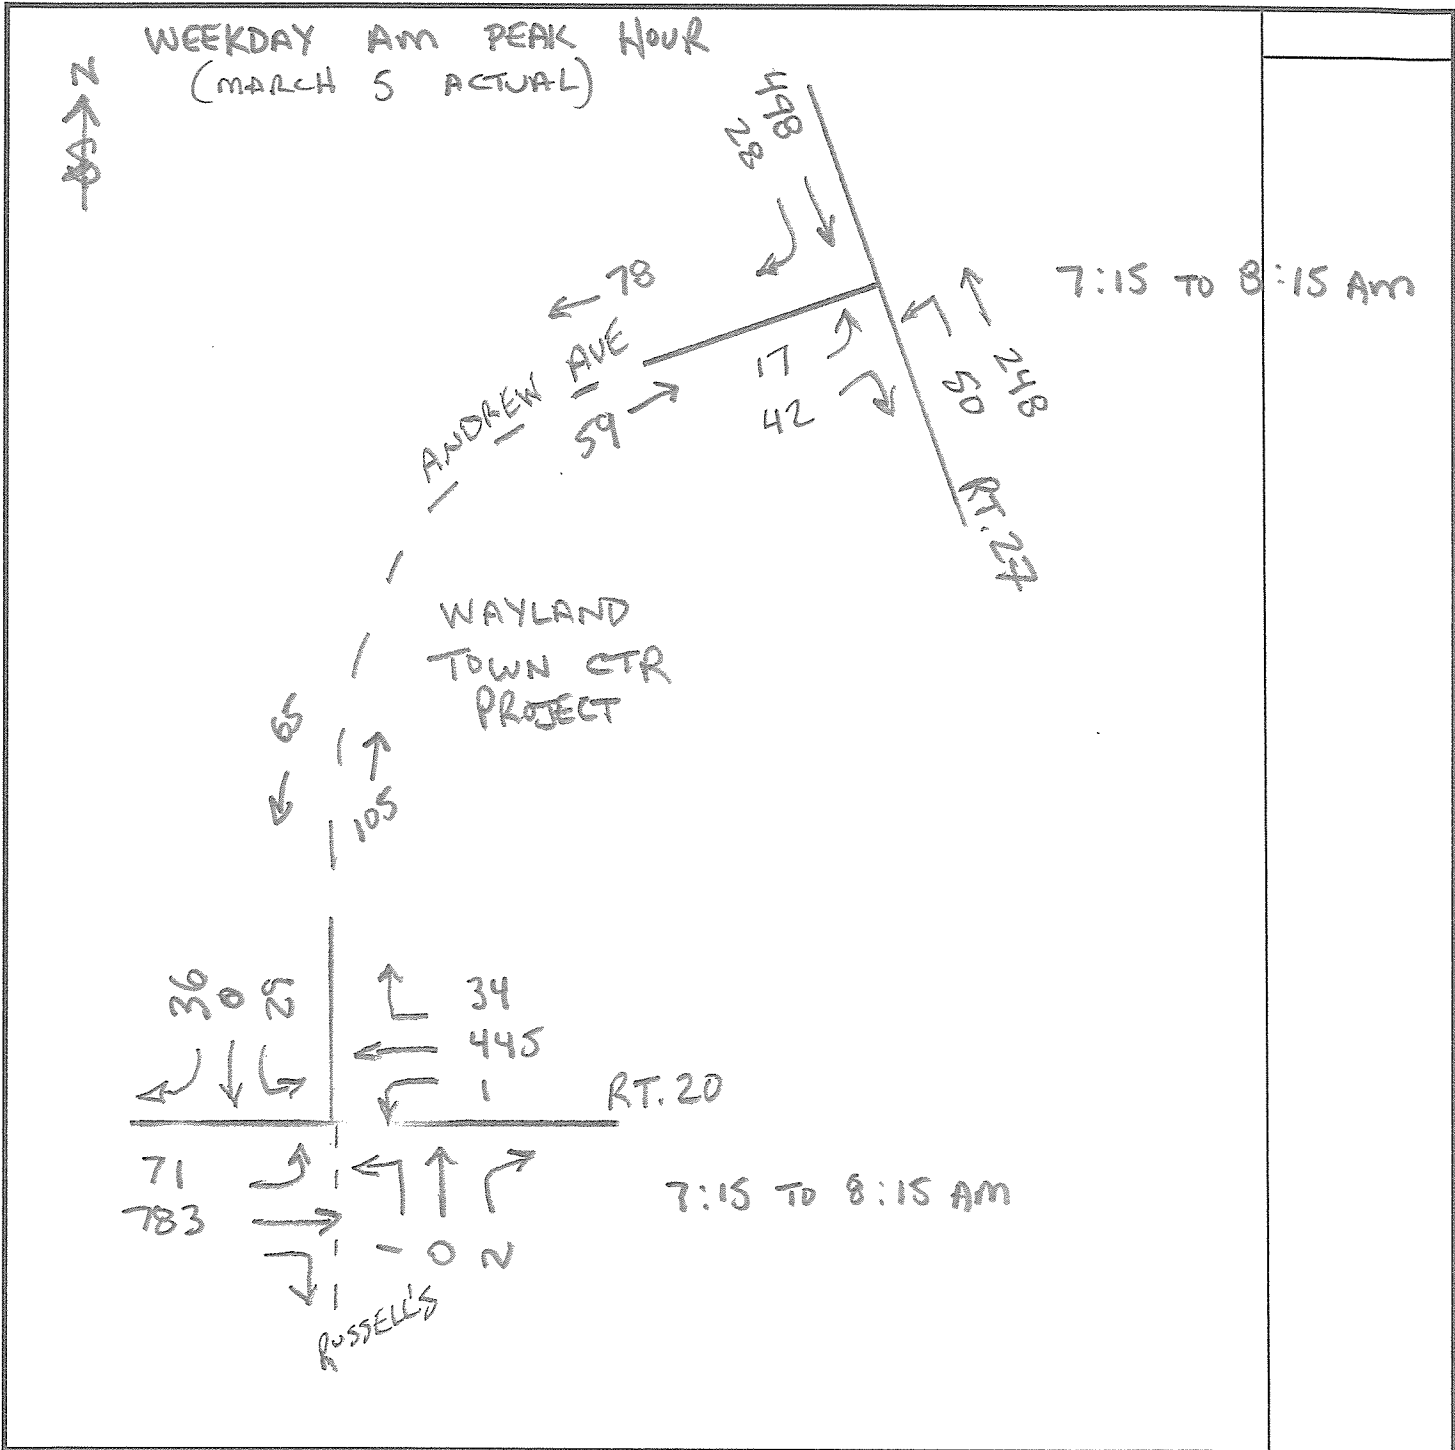 WEEKDAY AM PEAK HOUR
(MARCH 5 ACTUAL)
N
498
28
78
7:15 TO 8:15 AM
ANDREW AVE
59
17
42
50
248
RT. 27
WAYLAND
TOWN CTR
PROJECT
65
105
36 0 29
34
445
1
RT. 20
71
783
1 0 2
7:15 TO 8:15 AM
RUSSELL'S